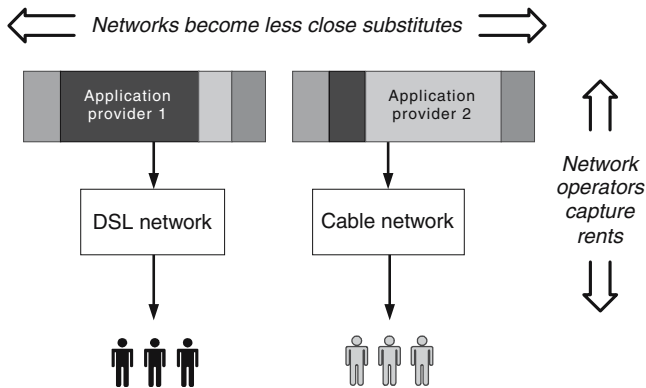 Networks become less close substitutes
Application
provider 1
Application
provider 2
DSL network
Cable network
Network
operators
capture
rents